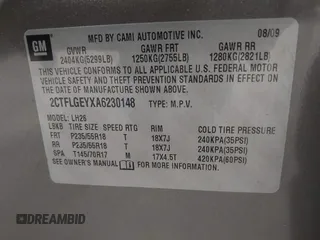 GM
MFD BY CAMI AUTOMOTIVE INC. 08/09
GVWR GAWR FRT GAWR RR
2404KG(5299LB) 1250KG(2755LB) 1280KG(2821LB)
THIS VEHICLE CONFORMS TO ALL APPLICABLE U.S. FEDERAL
MOTOR VEHICLE SAFETY, BUMPER, AND THEFT PREVENTION
STANDARDS IN EFFECT ON THE DATE OF MANUFACTURE SHOWN ABOVE.
2CTFLGEYXA6230148 TYPE: M.P.V.
MODEL: LH26
LBKB TIRE SIZE SPEED RTG RIM COLD TIRE PRESSURE
FRT P235/55R18 T 18X7J 240KPA(35PSI)
RR P235/55R18 T 18X7J 240KPA(35PSI)
SPA T145/70R17 M 17X4.5T 420KPA(60PSI)
SEE OWNER'S MANUAL FOR MORE INFORMATION.
DREAMBID